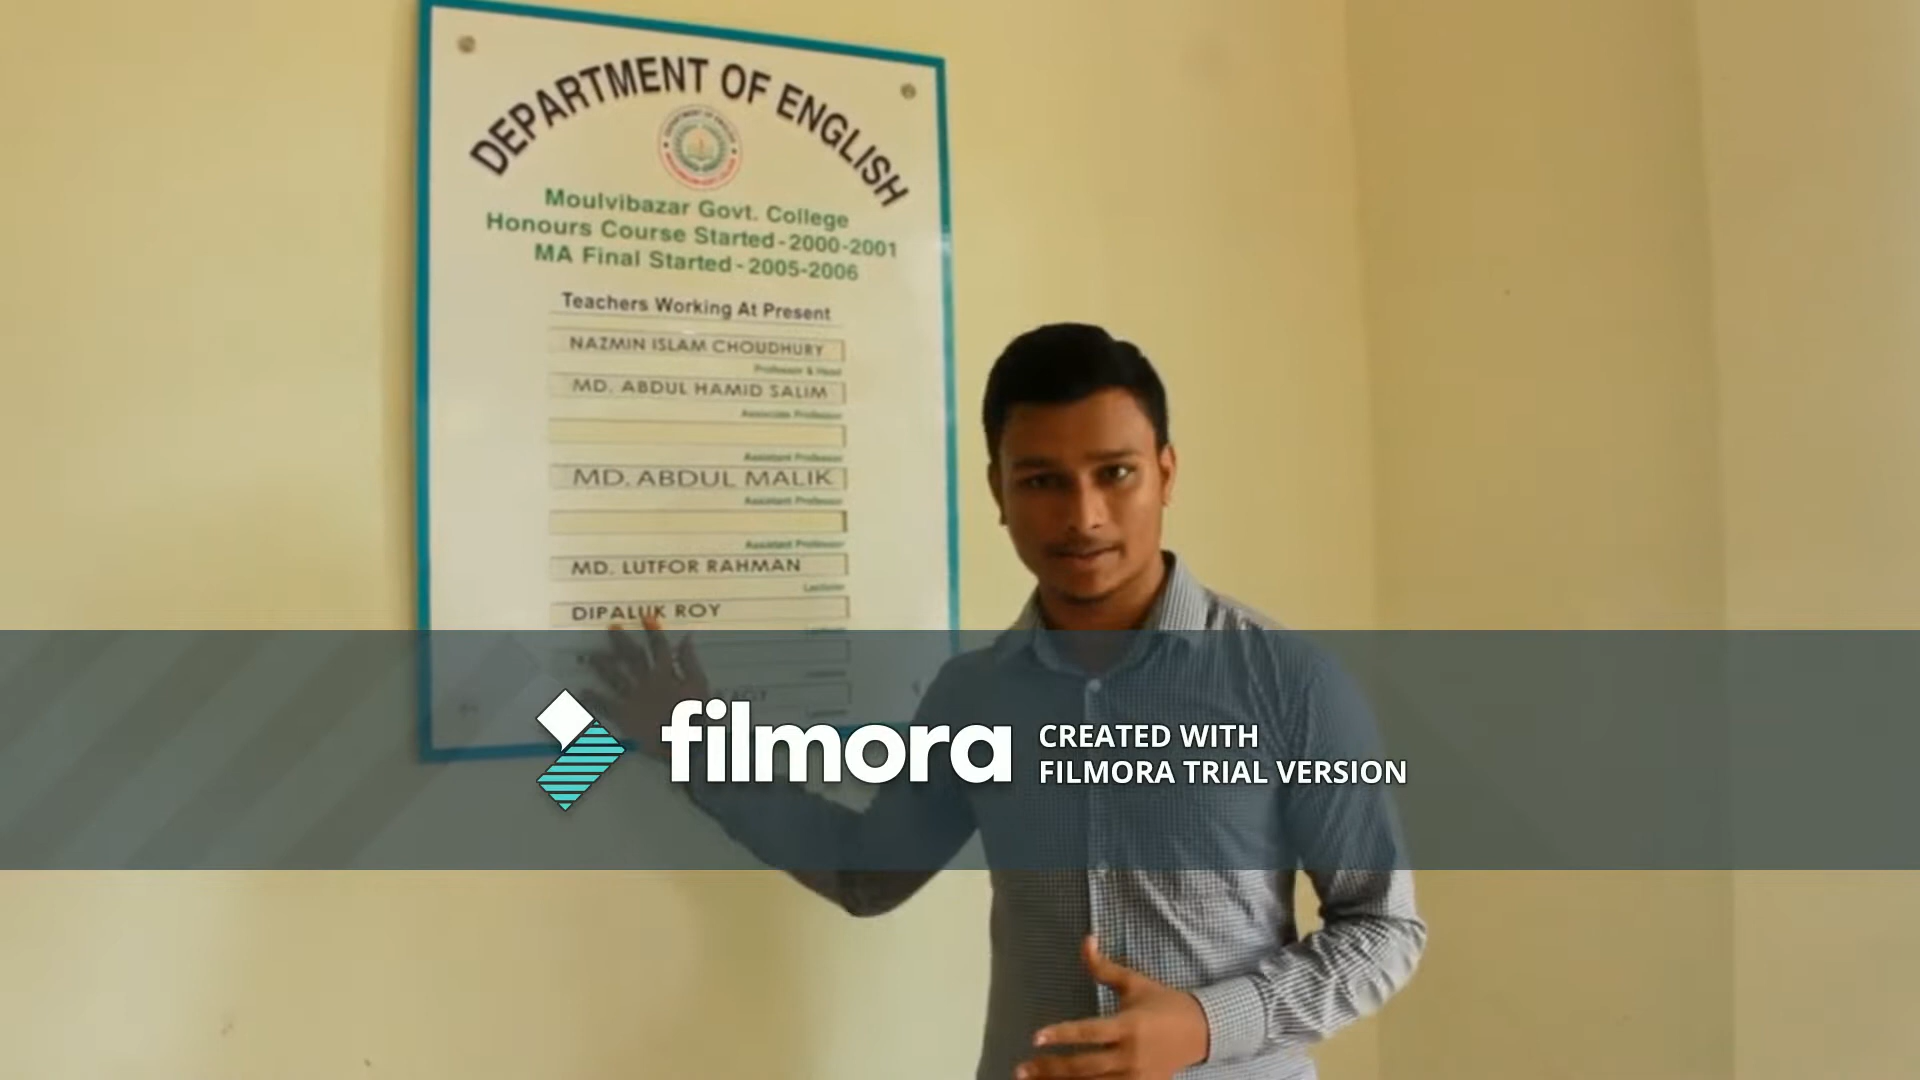 DEPARTMENT OF ENGLISH
Moulvibazar Govt. College
Honours Course Started-2000-2001
MA Final Started-2005-2006
Teachers Working At Present
NAZMIN ISLAM CHOUDHURY
Professor & Head
MD. ABDUL HAMID SALIM
Associate Professor
Assistant Professor
MD. ABDUL MALIK
Assistant Professor
Assistant Professor
MD. LUTFOR RAHMAN
Lecturer
DIPALUK ROY
filmora
CREATED WITH
FILMORA TRIAL VERSION